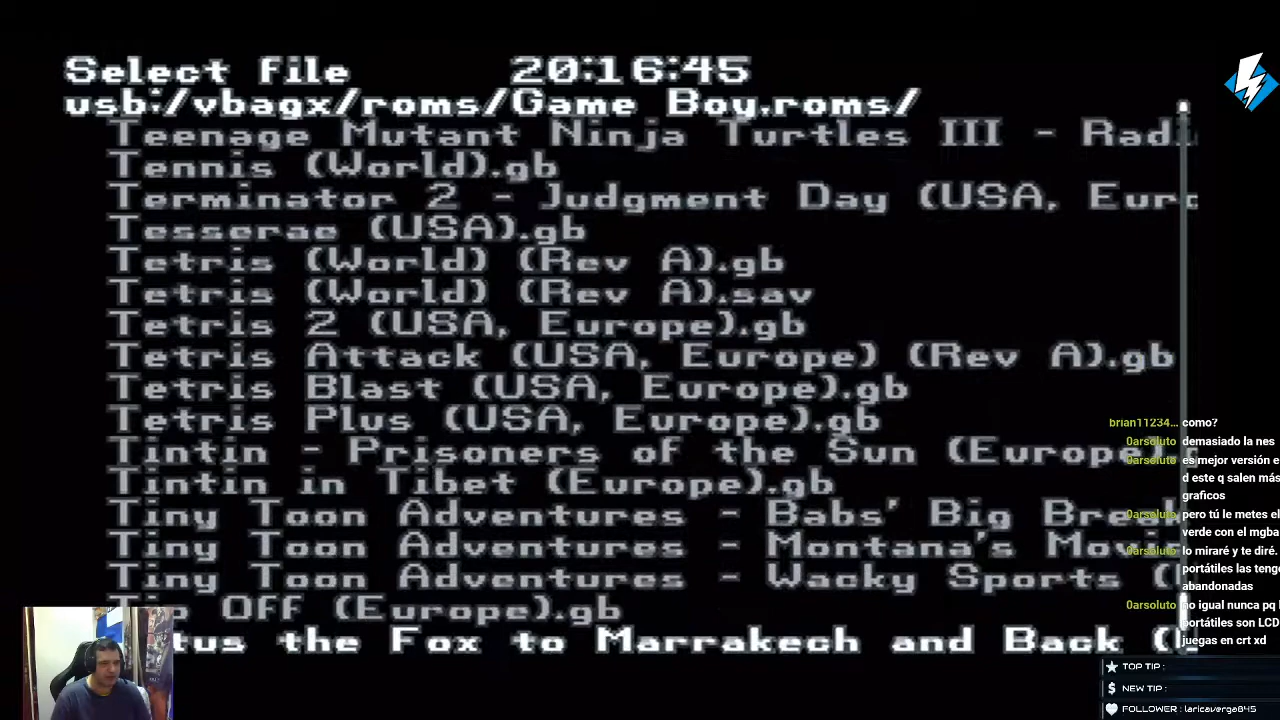 Select file 20:16:45
usb:/vbagx/roms/Game Boy.roms/
Teenage Mutant Ninja Turtles III - Radi
Tennis (World).gb
Terminator 2 - Judgment Day (USA, Euro
Tesserae (USA).gb
Tetris (World) (Rev A).gb
Tetris (World) (Rev A).sav
Tetris 2 (USA, Europe).gb
Tetris Attack (USA, Europe) (Rev A).gb
Tetris Blast (USA, Europe).gb
Tetris Plus (USA, Europe).gb
Tintin - Prisoners of the Sun (Europe)
Tintin in Tibet (Europe).gb
Tiny Toon Adventures - Babs' Big Bre
Tiny Toon Adventures - Montana's Movi
Tiny Toon Adventures - Wacky Sports (
Tip Off (Europe).gb
tus the Fox to Marrakech and Back (
brian11234… como?
0arsoluto demasiado la nes
0arsoluto es mejor versión e
d este q salen más
graficos
0arsoluto pero tú le metes el
verde con el mgba
0arsoluto lo miraré y te diré
portátiles las teng
abandonadas
0arsoluto no igual nunca pq
portátiles son LCD
juegas en crt xd
TOP TIP :
NEW TIP :
FOLLOWER : laricaverga845